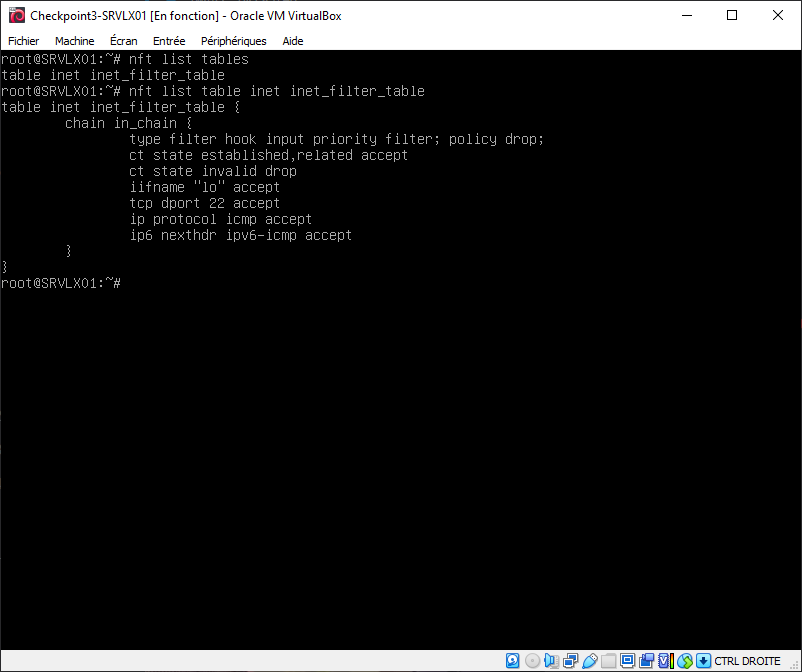 Checkpoint3-SRVLX01 [En fonction] - Oracle VM VirtualBox
Fichier Machine Écran Entrée Périphériques Aide
root@SRVLX01:~# nft list tables
table inet inet_filter_table
root@SRVLX01:~# nft list table inet inet_filter_table
table inet inet_filter_table {
chain in_chain {
type filter hook input priority filter; policy drop;
ct state established,related accept
ct state invalid drop
iifname "lo" accept
tcp dport 22 accept
ip protocol icmp accept
ip6 nexthdr ipv6-icmp accept
}
}
root@SRVLX01:~#
CTRL DROITE